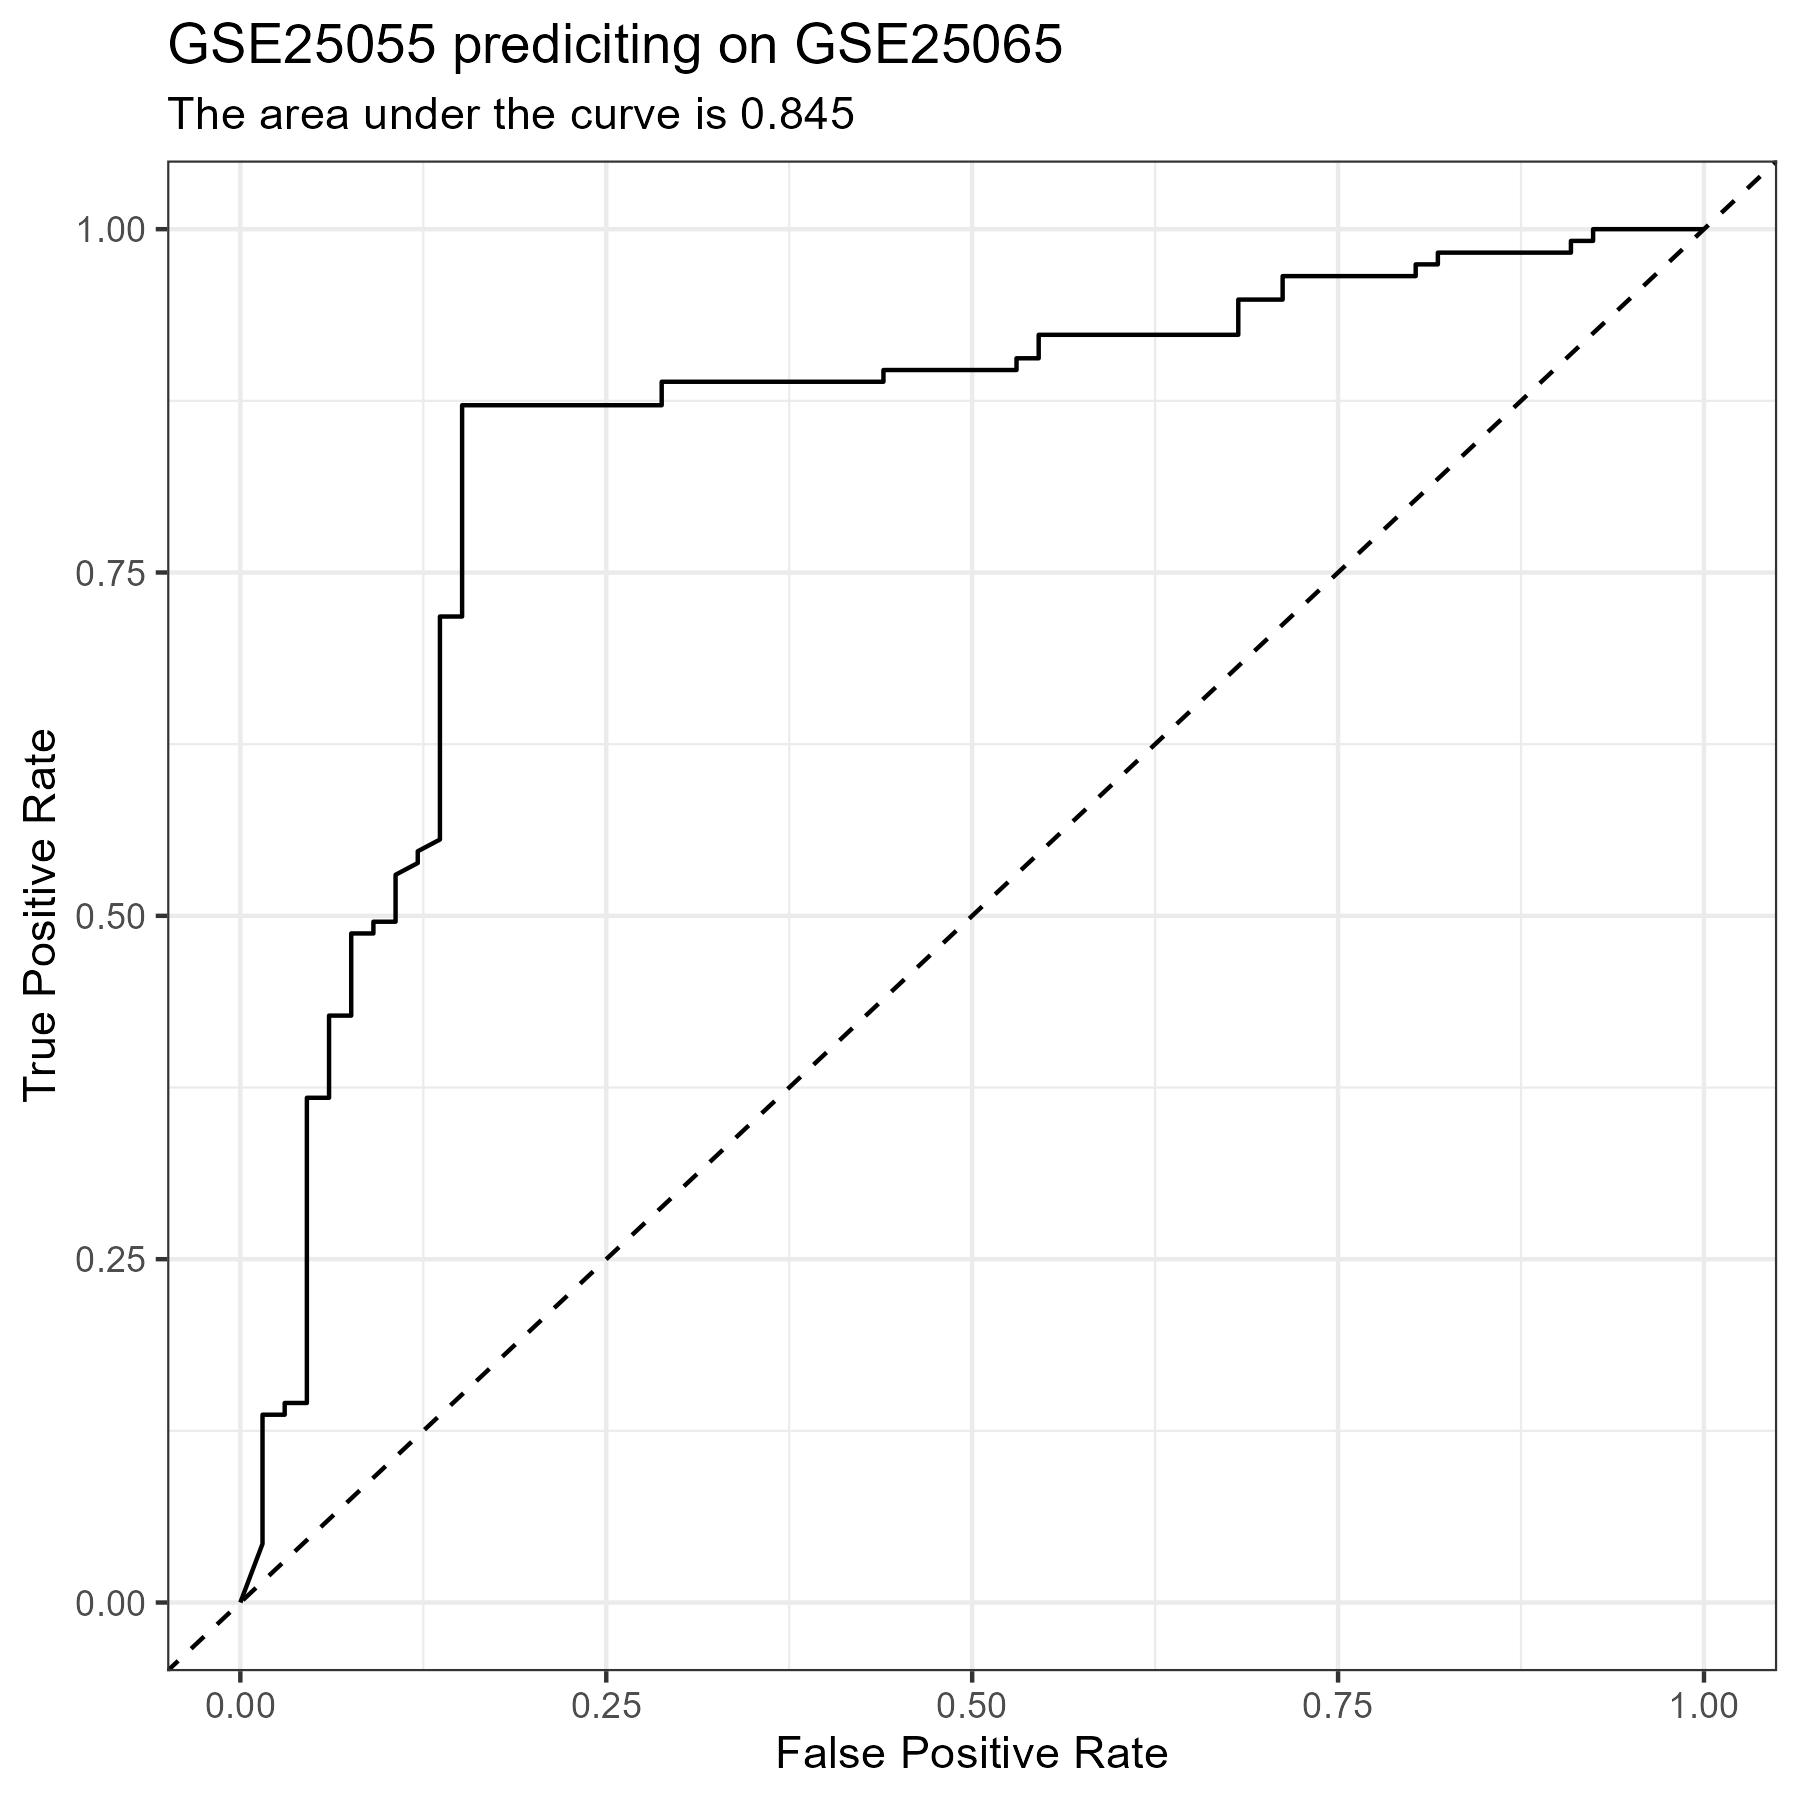 GSE25055 prediciting on GSE25065
The area under the curve is 0.845
1.00
0.75
0.50
0.25
0.00
True Positive Rate
0.00 0.25 0.50 0.75 1.00
False Positive Rate